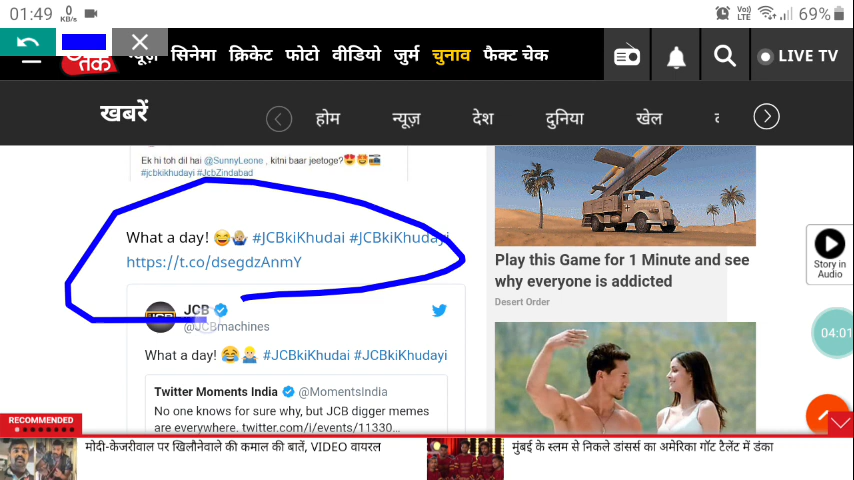 01:49 0 KB/s Vo)) LTE 69%
तक न्यूज़ सिनेमा क्रिकेट फोटो वीडियो जुर्म चुनाव फैक्ट चेक LIVE TV
खबरें होम न्यूज़ देश दुनिया खेल
Ek hi toh dil hai @SunnyLeone , kitni baar jeetoge?😍🤩📷
#jcbkikhudayi #JcbZindabad
What a day! 😂🤷🏼 #JCBkiKhudai #JCBkiKhudayi
https://t.co/dsegdzAnmY
JCB
@JCBmachines
What a day! 😂🤷🏼 #JCBkiKhudai #JCBkiKhudayi
Twitter Moments India @MomentsIndia
No one knows for sure why, but JCB digger memes
are everywhere. twitter.com/i/events/11330...
Play this Game for 1 Minute and see
why everyone is addicted
Desert Order
Story in
Audio
04:01
RECOMMENDED
मोदी-केजरीवाल पर खिलौनेवाले की कमाल की बातें, VIDEO वायरल
मुंबई के स्लम से निकले डांसर्स का अमेरिका गॉट टैलेंट में डंका